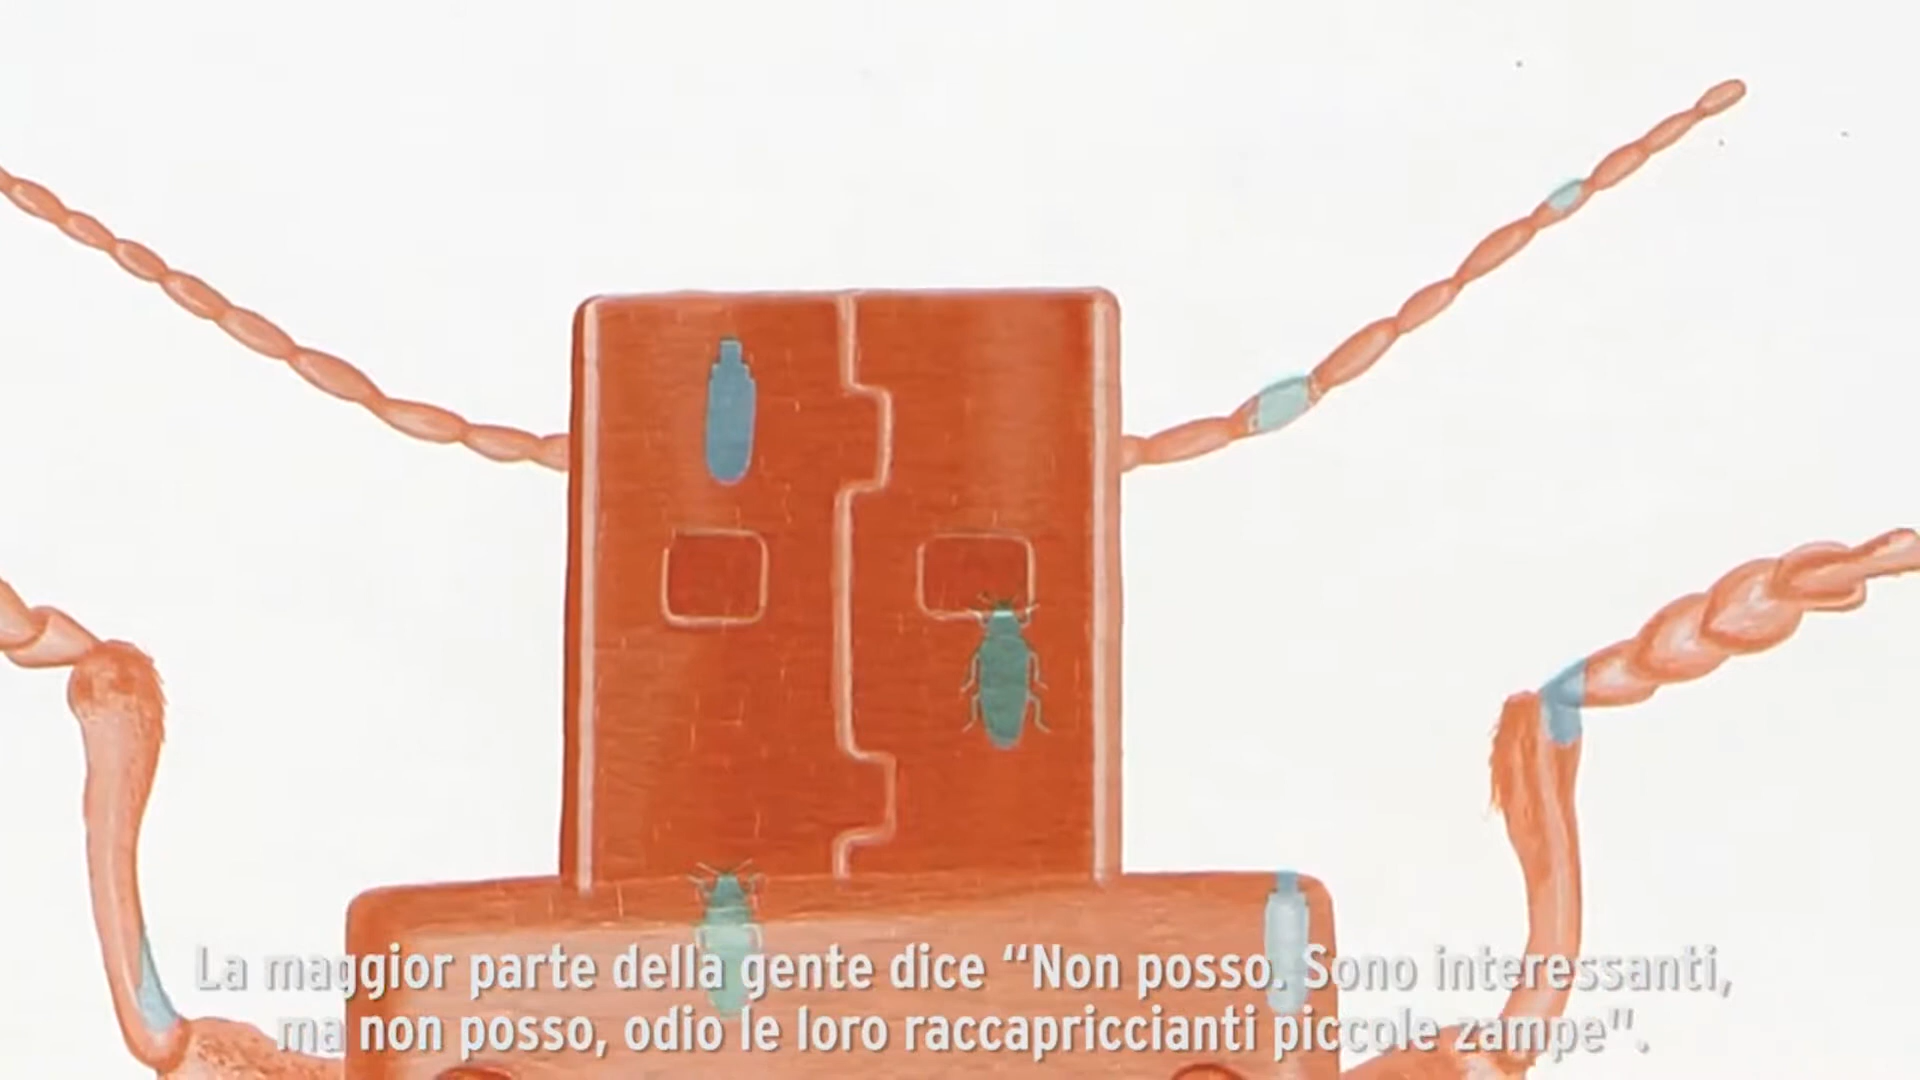 La maggior parte della gente dice “Non posso. Sono interessanti,
ma non posso, odio le loro raccapriccianti piccole zampe".